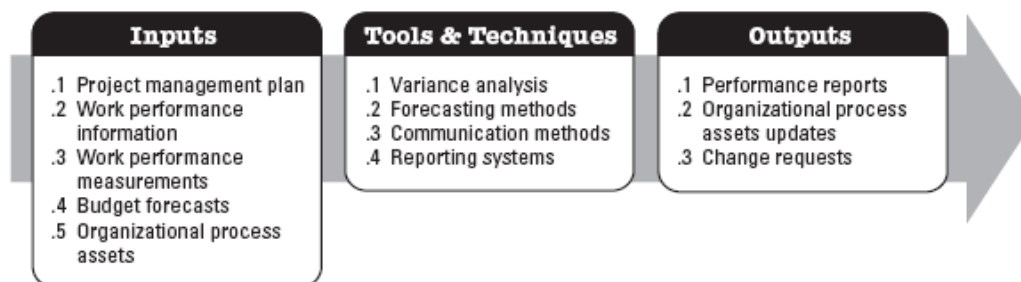 Inputs
.1 Project management plan
.2 Work performance
information
.3 Work performance
measurements
.4 Budget forecasts
.5 Organizational process
assets
Tools & Techniques
.1 Variance analysis
.2 Forecasting methods
.3 Communication methods
.4 Reporting systems
Outputs
.1 Performance reports
.2 Organizational process
assets updates
.3 Change requests